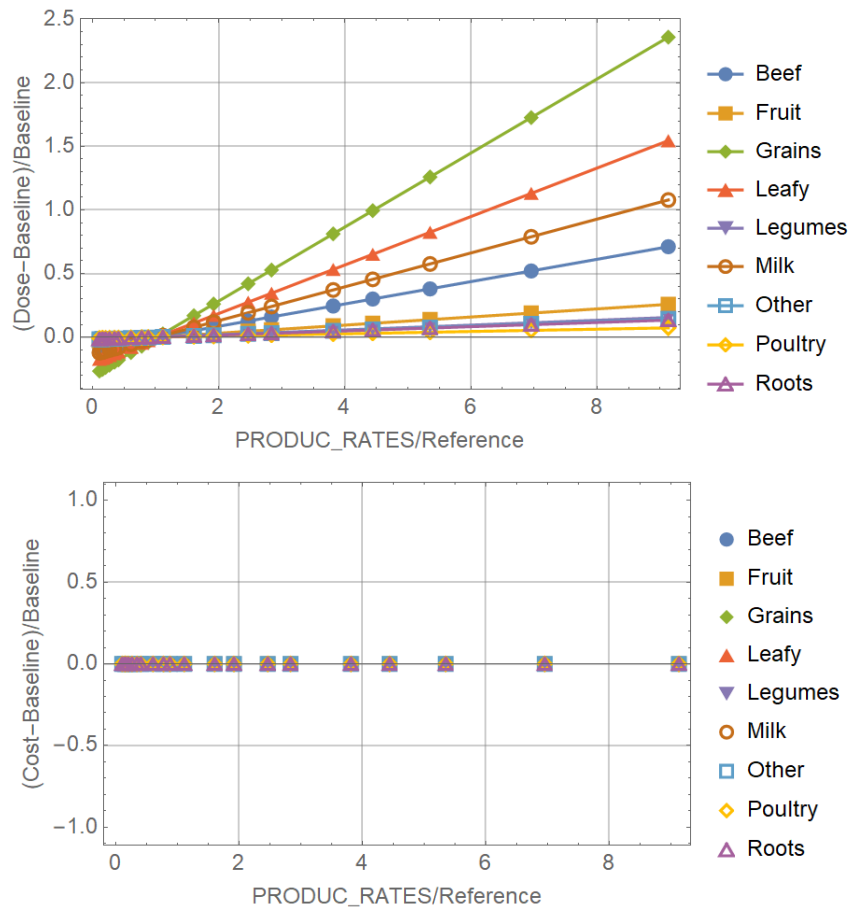 2.5
2.0
1.5
1.0
0.5
0.0
(Dose−Baseline)/Baseline
0
2
4
6
8
PRODUC_RATES/Reference
Beef
Fruit
Grains
Leafy
Legumes
Milk
Other
Poultry
Roots
1.0
0.5
0.0
−0.5
−1.0
(Cost−Baseline)/Baseline
0
2
4
6
8
PRODUC_RATES/Reference
Beef
Fruit
Grains
Leafy
Legumes
Milk
Other
Poultry
Roots